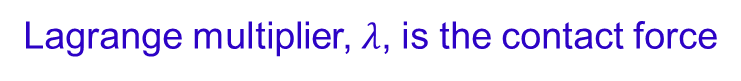 Lagrange multiplier, λ, is the contact force